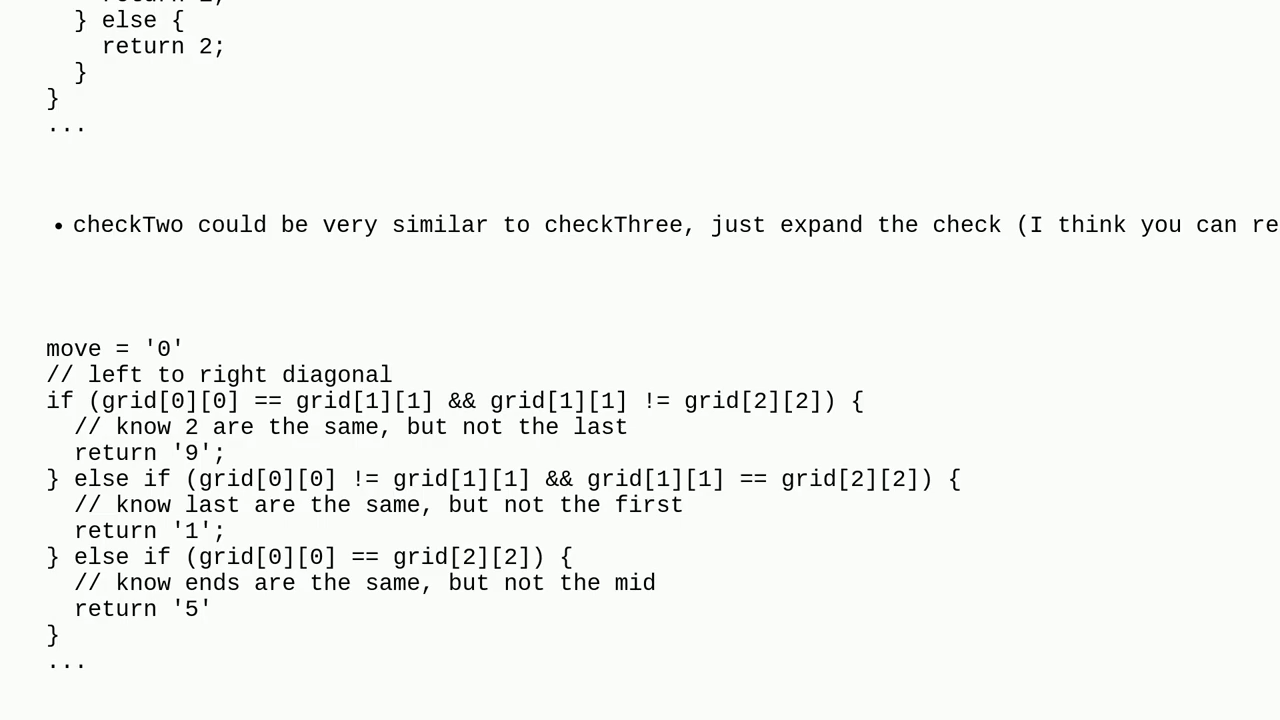 } else {
return 2;
}
}
...
• checkTwo could be very similar to checkThree, just expand the check (I think you can re
move = '0'
// left to right diagonal
if (grid[0][0] == grid[1][1] && grid[1][1] != grid[2][2]) {
// know 2 are the same, but not the last
return '9';
} else if (grid[0][0] != grid[1][1] && grid[1][1] == grid[2][2]) {
// know last are the same, but not the first
return '1';
} else if (grid[0][0] == grid[2][2]) {
// know ends are the same, but not the mid
return '5'
}
...